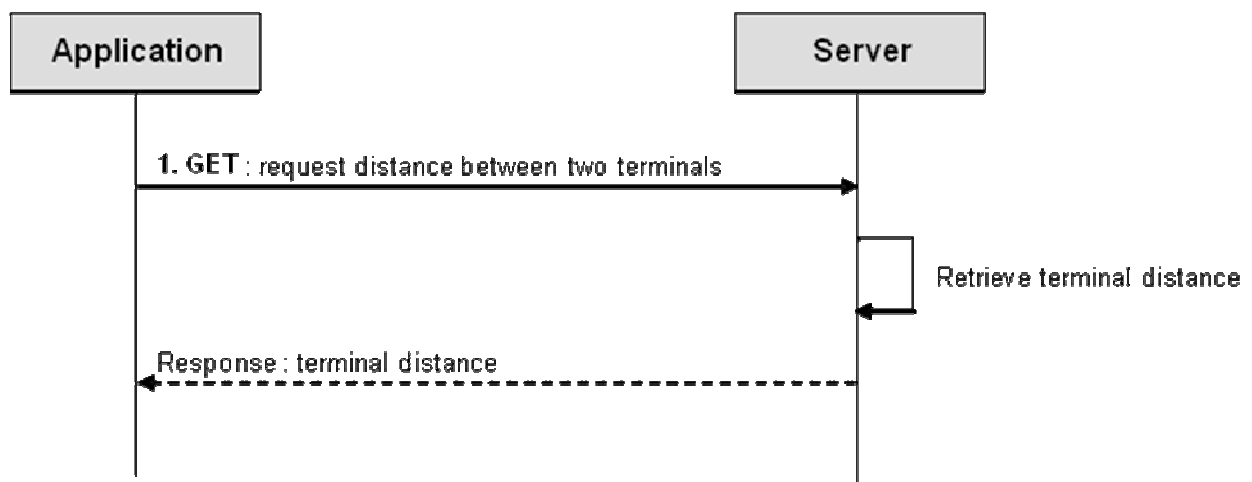 Application
Server
1. GET : request distance between two terminals
Retrieve terminal distance
Response : terminal distance